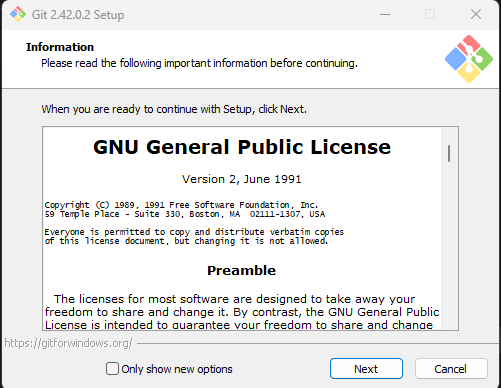 Git 2.42.0.2 Setup
Information
Please read the following important information before continuing.
When you are ready to continue with Setup, click Next.
GNU General Public License
Version 2, June 1991
Copyright (C) 1989, 1991 Free Software Foundation, Inc.
59 Temple Place - Suite 330, Boston, MA  02111-1307, USA
Everyone is permitted to copy and distribute verbatim copies
of this license document, but changing it is not allowed.
Preamble
The licenses for most software are designed to take away your
freedom to share and change it. By contrast, the GNU General Public
License is intended to guarantee your freedom to share and change
https://gitforwindows.org/
Only show new options
Next
Cancel